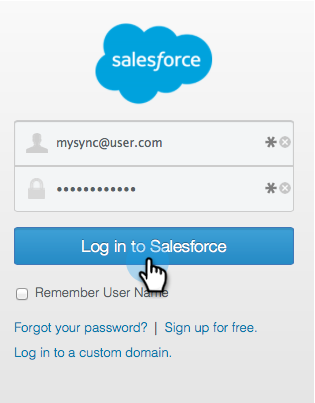 salesforce
mysync@user.com
••••••••••••
Log in to Salesforce
Remember User Name
Forgot your password? | Sign up for free.
Log in to a custom domain.